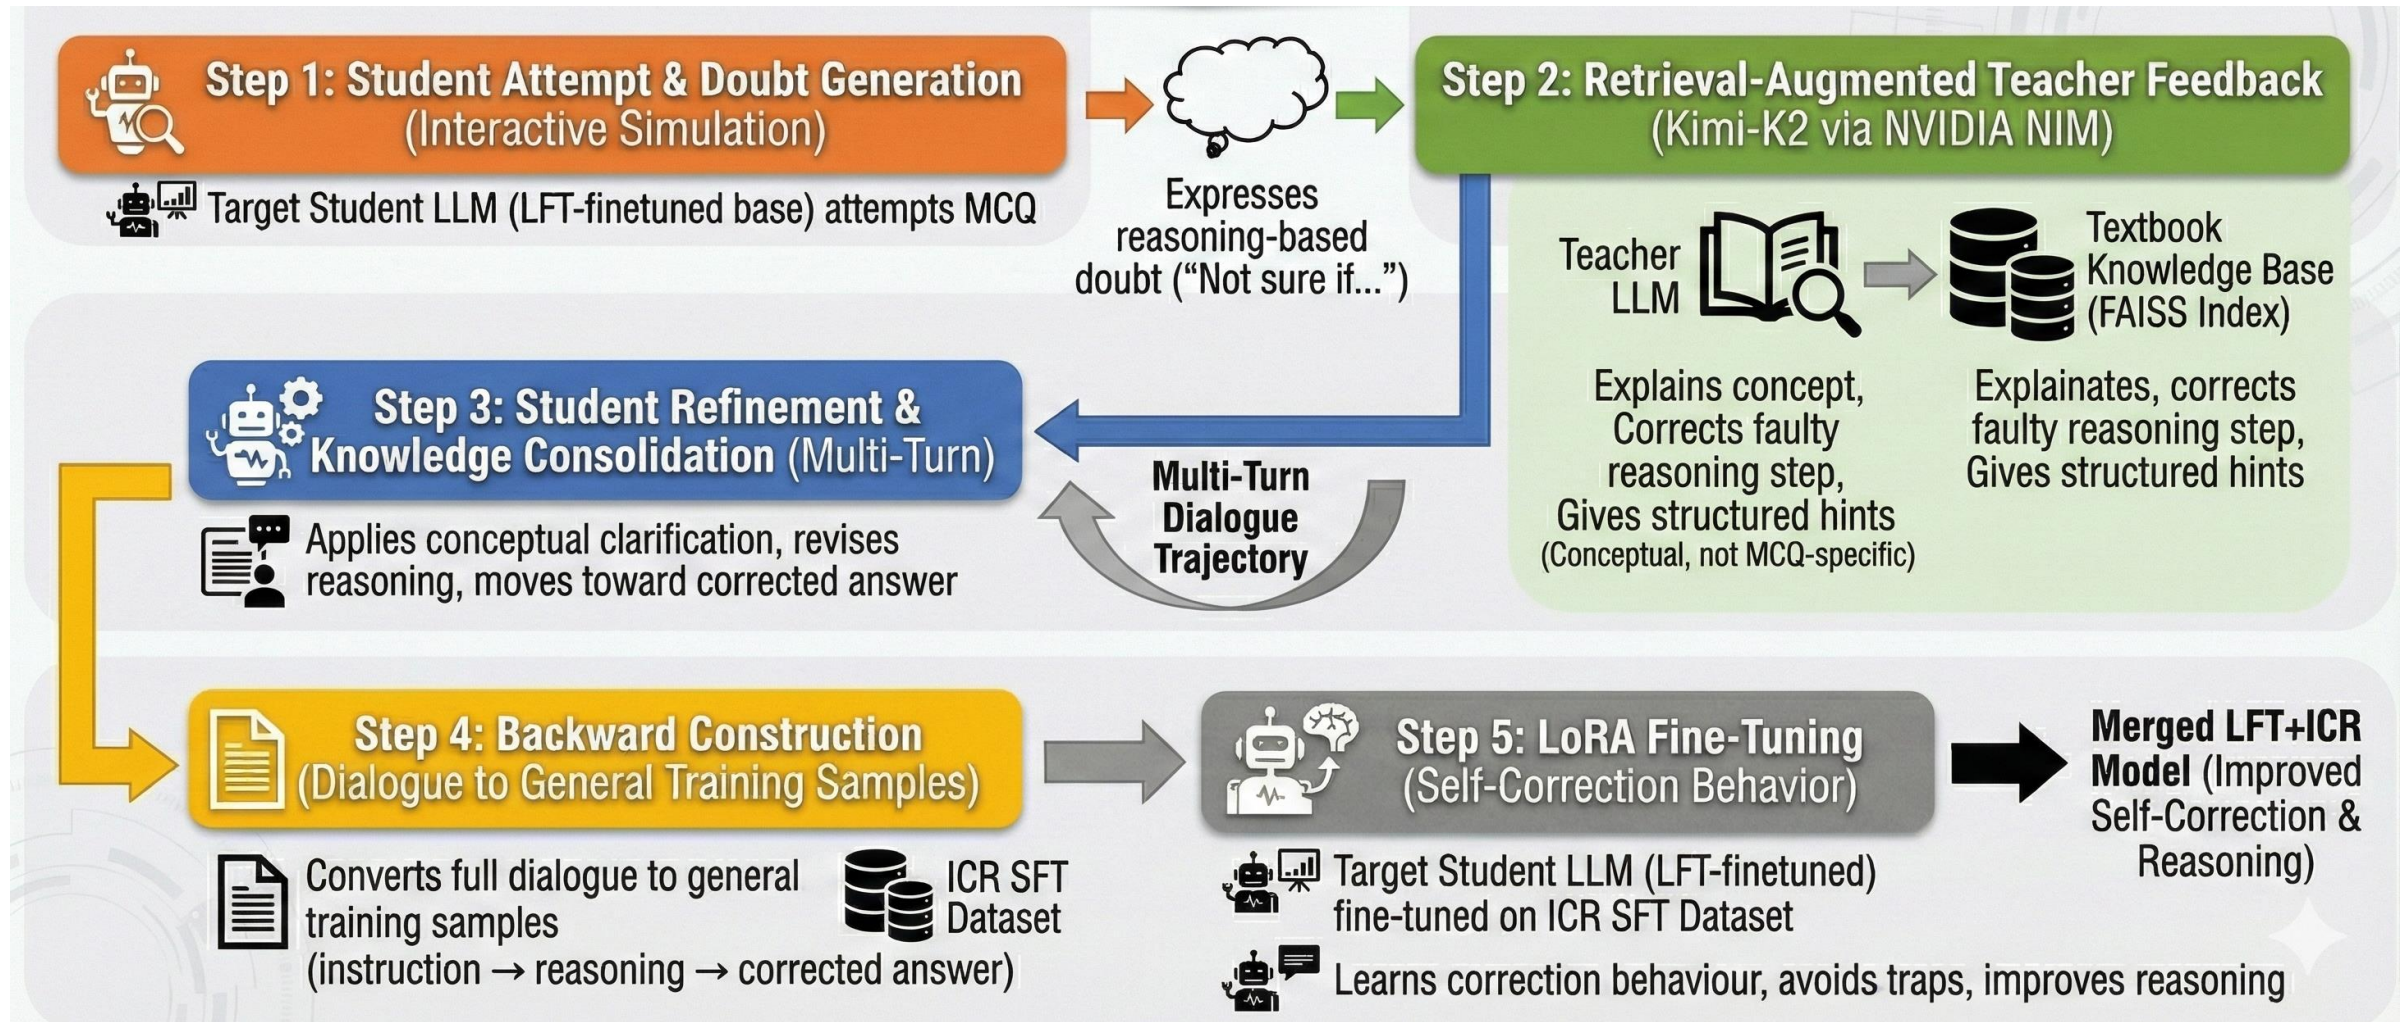 Step 1: Student Attempt & Doubt Generation
(Interactive Simulation)
Target Student LLM (LFT-finetuned base) attempts MCQ
Expresses
reasoning-based
doubt (“Not sure if...”)
Step 2: Retrieval-Augmented Teacher Feedback
(Kimi-K2 via NVIDIA NIM)
Teacher
LLM
Textbook
Knowledge Base
(FAISS Index)
Explains concept,
Corrects faulty
reasoning step,
Gives structured hints
(Conceptual, not MCQ-specific)
Explainates, corrects
faulty reasoning step,
Gives structured hints
Step 3: Student Refinement &
Knowledge Consolidation (Multi-Turn)
Applies conceptual clarification, revises
reasoning, moves toward corrected answer
Multi-Turn
Dialogue
Trajectory
Step 4: Backward Construction
(Dialogue to General Training Samples)
Converts full dialogue to general
training samples
(instruction → reasoning → corrected answer)
ICR SFT
Dataset
Step 5: LoRA Fine-Tuning
(Self-Correction Behavior)
Target Student LLM (LFT-finetuned)
fine-tuned on ICR SFT Dataset
Learns correction behaviour, avoids traps, improves reasoning
Merged LFT+ICR
Model (Improved
Self-Correction &
Reasoning)